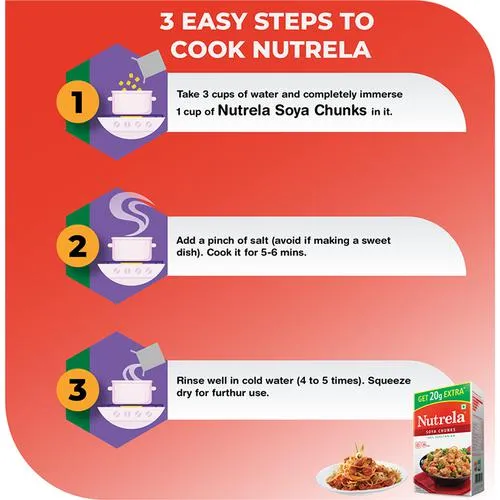 3 EASY STEPS TO
COOK NUTRELA
1
Take 3 cups of water and completely immerse
1 cup of Nutrela Soya Chunks in it.
2
Add a pinch of salt (avoid if making a sweet
dish). Cook it for 5-6 mins.
3
Rinse well in cold water (4 to 5 times). Squeeze
dry for furthur use.
GET 20g EXTRA*
Nutrela
SOYA CHUNKS